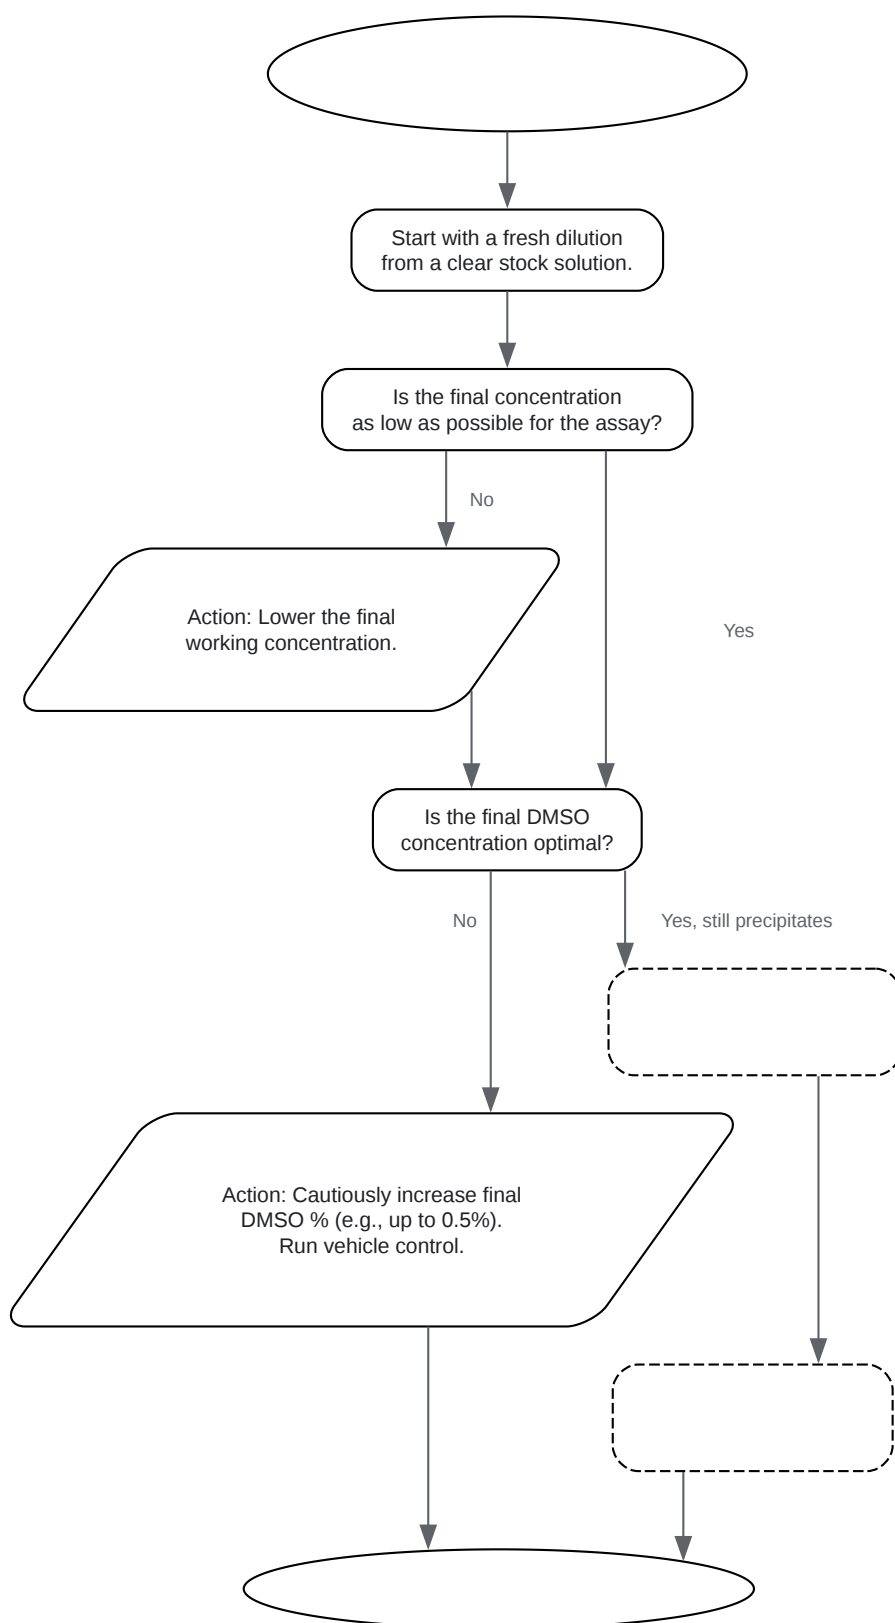 Start with a fresh dilution
from a clear stock solution.
Is the final concentration
as low as possible for the assay?
No
Action: Lower the final
working concentration.
Yes
Is the final DMSO
concentration optimal?
No
Yes, still precipitates
Action: Cautiously increase final
DMSO % (e.g., up to 0.5%).
Run vehicle control.